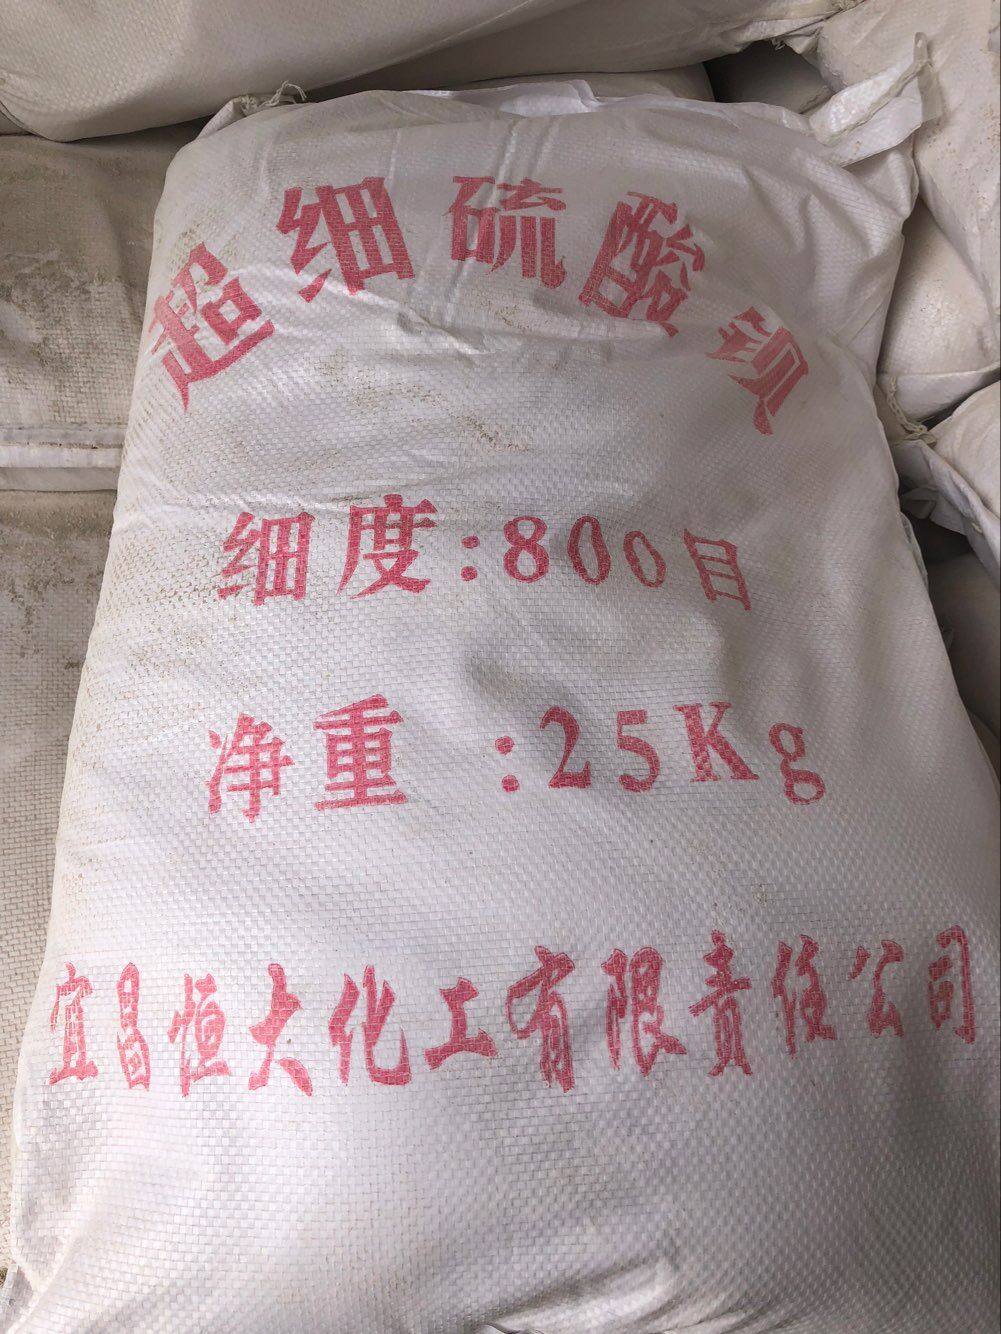 超细硫酸钡
细度:800目
净重:25Kg
宜昌恒大化工有限责任公司